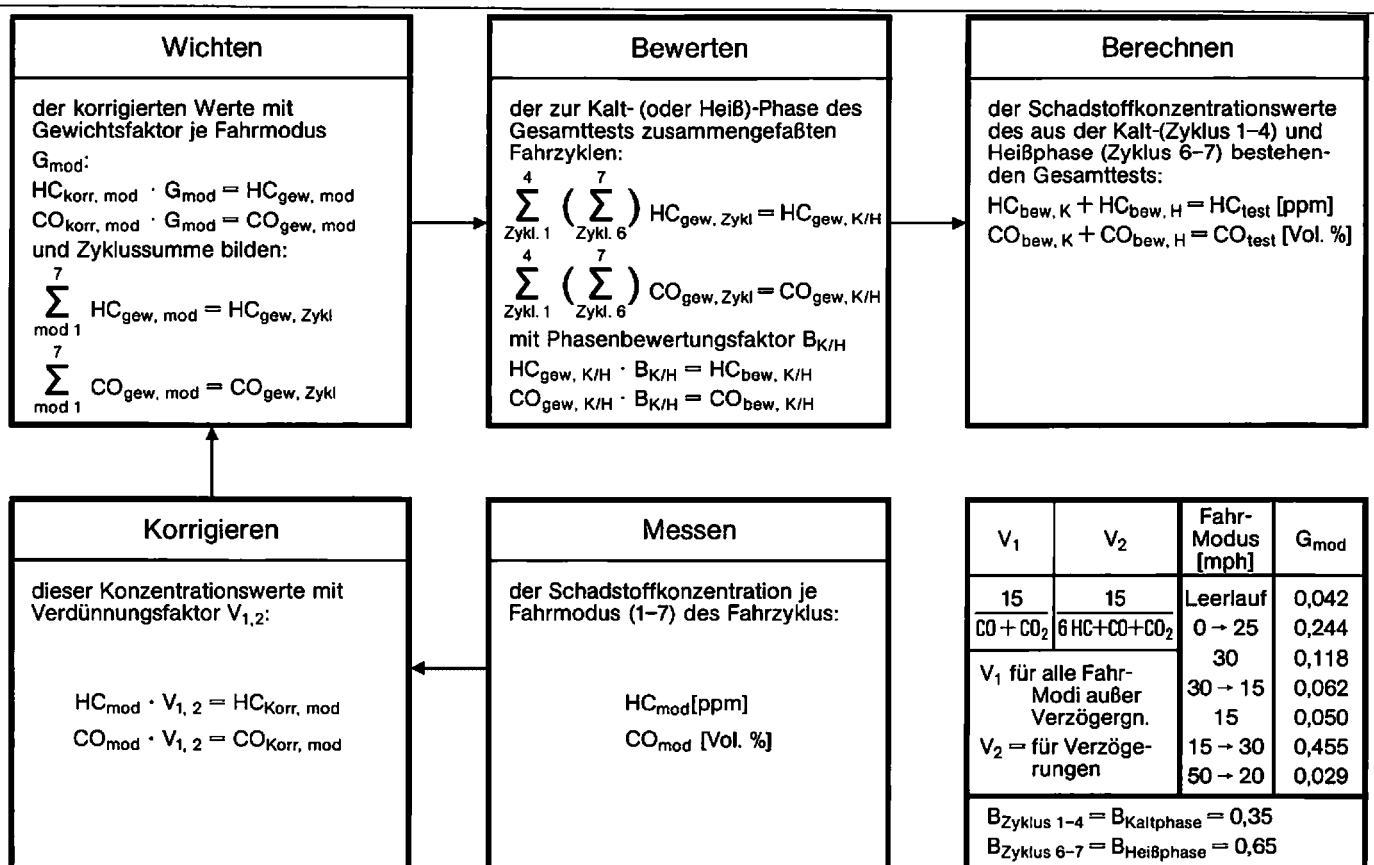 Wichten
der korrigierten Werte mit
Gewichtsfaktor je Fahrmodus
G_mod:
HC_korr, mod · G_mod = HC_gew, mod
CO_korr, mod · G_mod = CO_gew, mod
und Zyklussumme bilden:
7
Σ HC_gew, mod = HC_gew, Zykl
mod 1
7
Σ CO_gew, mod = CO_gew, Zykl
mod 1
Bewerten
der zur Kalt- (oder Heiß)-Phase des
Gesamttests zusammengefaßten
Fahrzyklen:
4 7
Σ ( Σ ) HC_gew, Zykl = HC_gew, K/H
Zykl. 1 Zykl. 6
4 7
Σ ( Σ ) CO_gew, Zykl = CO_gew, K/H
Zykl. 1 Zykl. 6
mit Phasenbewertungsfaktor B_K/H
HC_gew, K/H · B_K/H = HC_bew, K/H
CO_gew, K/H · B_K/H = CO_bew, K/H
Berechnen
der Schadstoffkonzentrationswerte
des aus der Kalt-(Zyklus 1–4) und
Heißphase (Zyklus 6–7) bestehen-
den Gesamttests:
HC_bew, K + HC_bew, H = HC_test [ppm]
CO_bew, K + CO_bew, H = CO_test [Vol. %]
Korrigieren
dieser Konzentrationswerte mit
Verdünnungsfaktor V_1,2:
HC_mod · V_1, 2 = HC_Korr, mod
CO_mod · V_1, 2 = CO_Korr, mod
Messen
der Schadstoffkonzentration je
Fahrmodus (1–7) des Fahrzyklus:
HC_mod[ppm]
CO_mod [Vol. %]
V_1 V_2 Fahr-Modus [mph] G_mod
15 15
CO + CO_2 6 HC+CO+CO_2
V_1 für alle Fahr-
Modi außer
Verzögergn.
V_2 = für Verzöge-
rungen
Leerlauf 0,042
0 → 25 0,244
30 0,118
30 → 15 0,062
15 0,050
15 → 30 0,455
50 → 20 0,029
B_Zyklus 1–4 = B_Kaltphase = 0,35
B_Zyklus 6–7 = B_Heißphase = 0,65